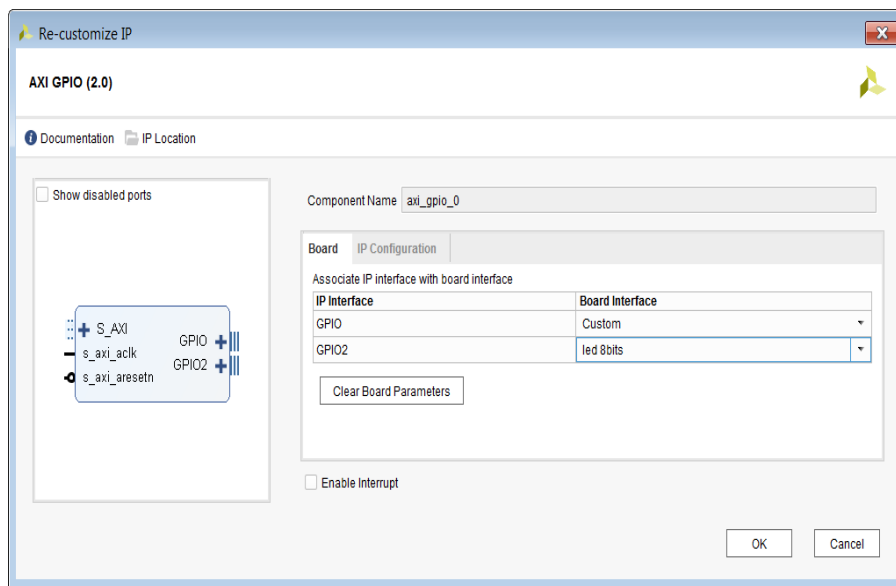 Re-customize IP
AXI GPIO (2.0)
Documentation IP Location
Show disabled ports
S_AXI
s_axi_aclk
s_axi_aresetn
GPIO
GPIO2
Component Name axi_gpio_0
Board IP Configuration
Associate IP interface with board interface
IP Interface Board Interface
GPIO Custom
GPIO2 led 8bits
Clear Board Parameters
Enable Interrupt
OK Cancel